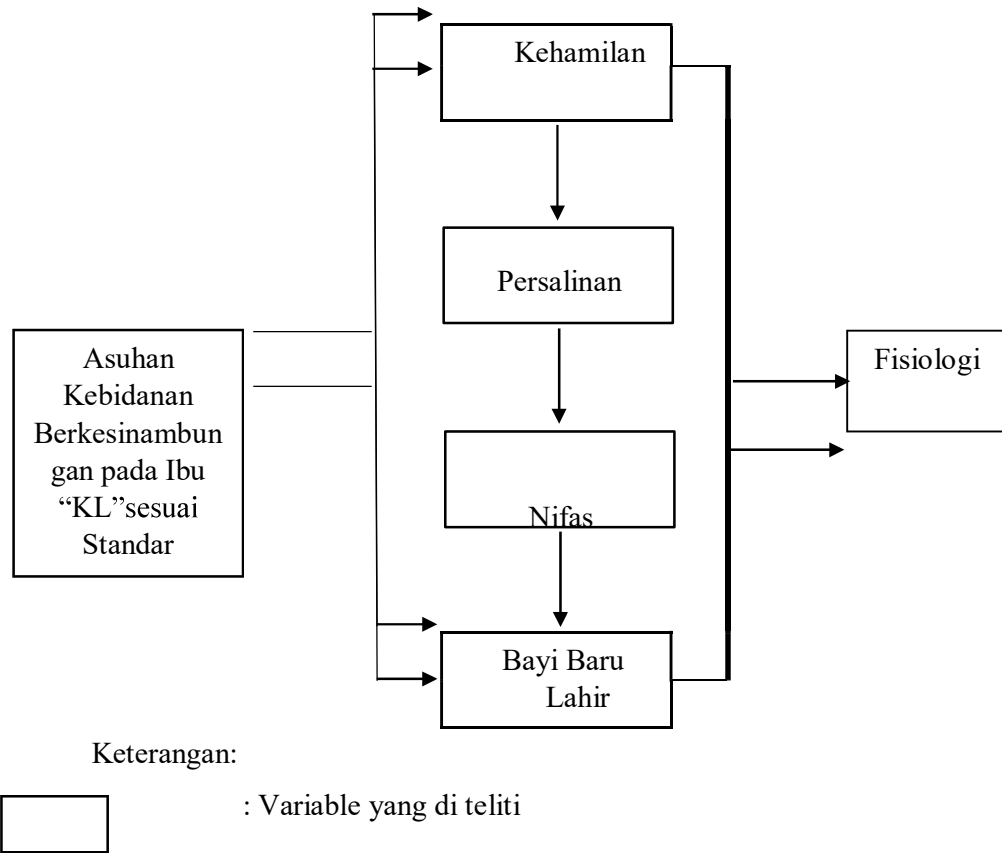 Kehamilan
Persalinan
Asuhan
Kebidanan
Berkesinambun
gan pada Ibu
“KL”sesuai
Standar
Fisiologi
Nifas
Bayi Baru
Lahir
Keterangan:
: Variable yang di teliti